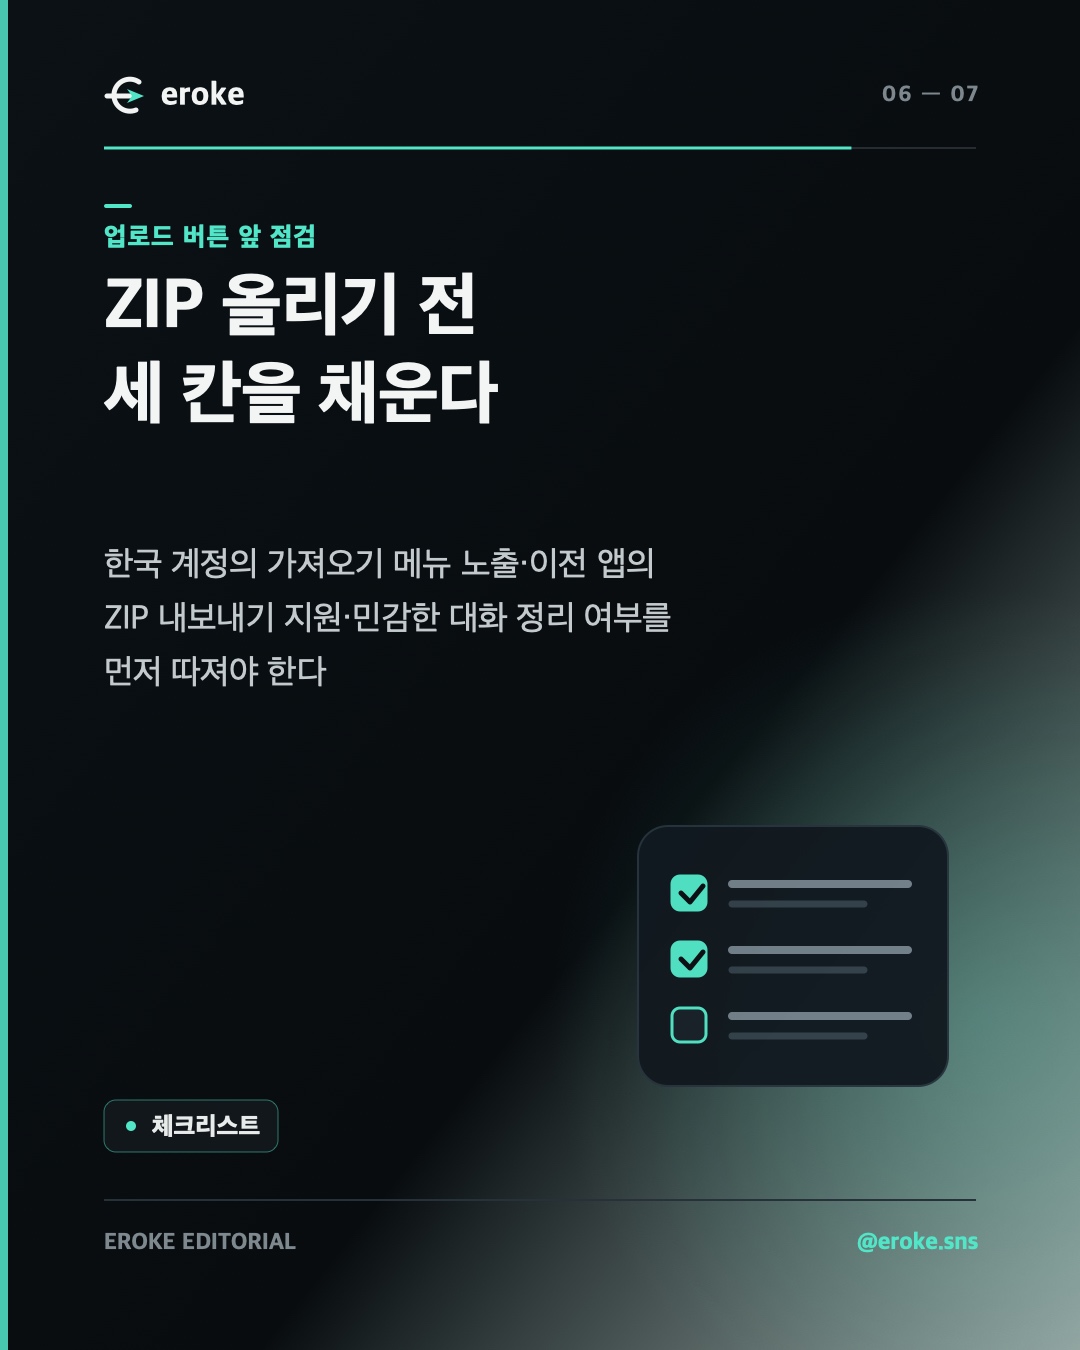 eroke
06 — 07
업로드 버튼 앞 점검
ZIP 올리기 전
세 칸을 채운다
한국 계정의 가져오기 메뉴 노출·이전 앱의
ZIP 내보내기 지원·민감한 대화 정리 여부를
먼저 따져야 한다
체크리스트
EROKE EDITORIAL
@eroke.sns